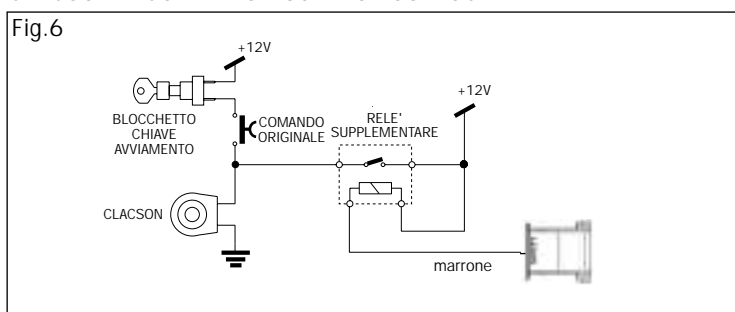 Fig.6
+12V
+12V
BLOCCHETTO
CHIAVE
AVVIAMENTO
COMANDO
ORIGINALE
RELE'
SUPPLEMENTARE
CLACSON
marrone